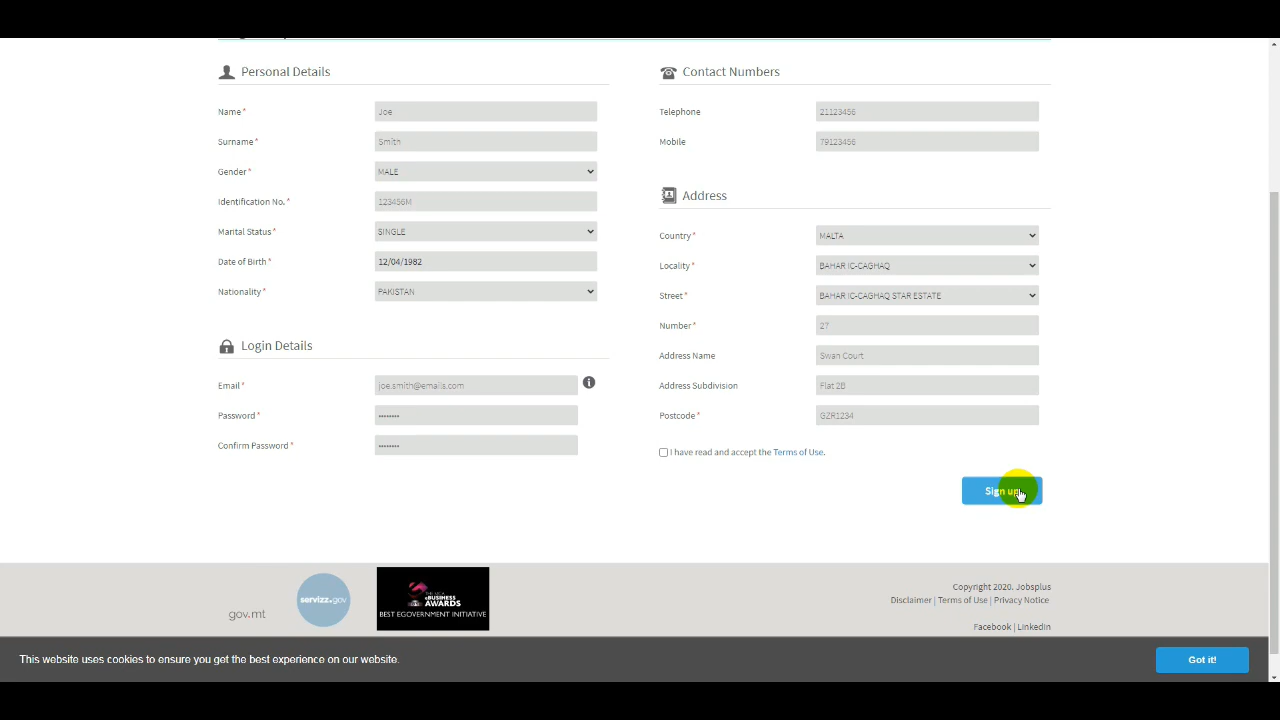 Personal Details
Name*
Joe
Surname*
Smith
Gender*
MALE
Identification No.*
123456M
Marital Status*
SINGLE
Date of Birth*
12/04/1982
Nationality*
PAKISTAN
Login Details
Email*
joe.smith@emails.com
Password*
••••••••
Confirm Password*
••••••••
Contact Numbers
Telephone
21123456
Mobile
79123456
Address
Country*
MALTA
Locality*
BAHAR IC-CAGHAQ
Street*
BAHAR IC-CAGHAQ STAR ESTATE
Number*
27
Address Name
Swan Court
Address Subdivision
Flat 2B
Postcode*
GZR1234
I have read and accept the Terms of Use.
Sign up
gov.mt
servizz.gov
THE MCA
eBUSINESS
AWARDS
BEST EGOVERNMENT INITIATIVE
Copyright 2020. Jobsplus
Disclaimer | Terms of Use | Privacy Notice
Facebook | LinkedIn
This website uses cookies to ensure you get the best experience on our website.
Got it!